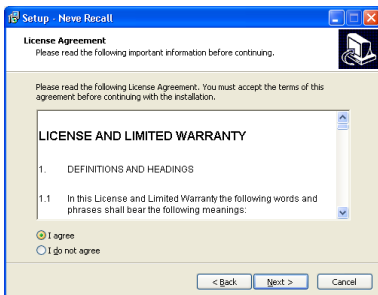 Setup - Neve Recall
License Agreement
Please read the following important information before continuing.
Please read the following License Agreement. You must accept the terms of this
agreement before continuing with the installation.
LICENSE AND LIMITED WARRANTY
1. DEFINITIONS AND HEADINGS
1.1 In this License and Limited Warranty the following words and
phrases shall bear the following meanings:
I agree
I do not agree
< Back Next > Cancel